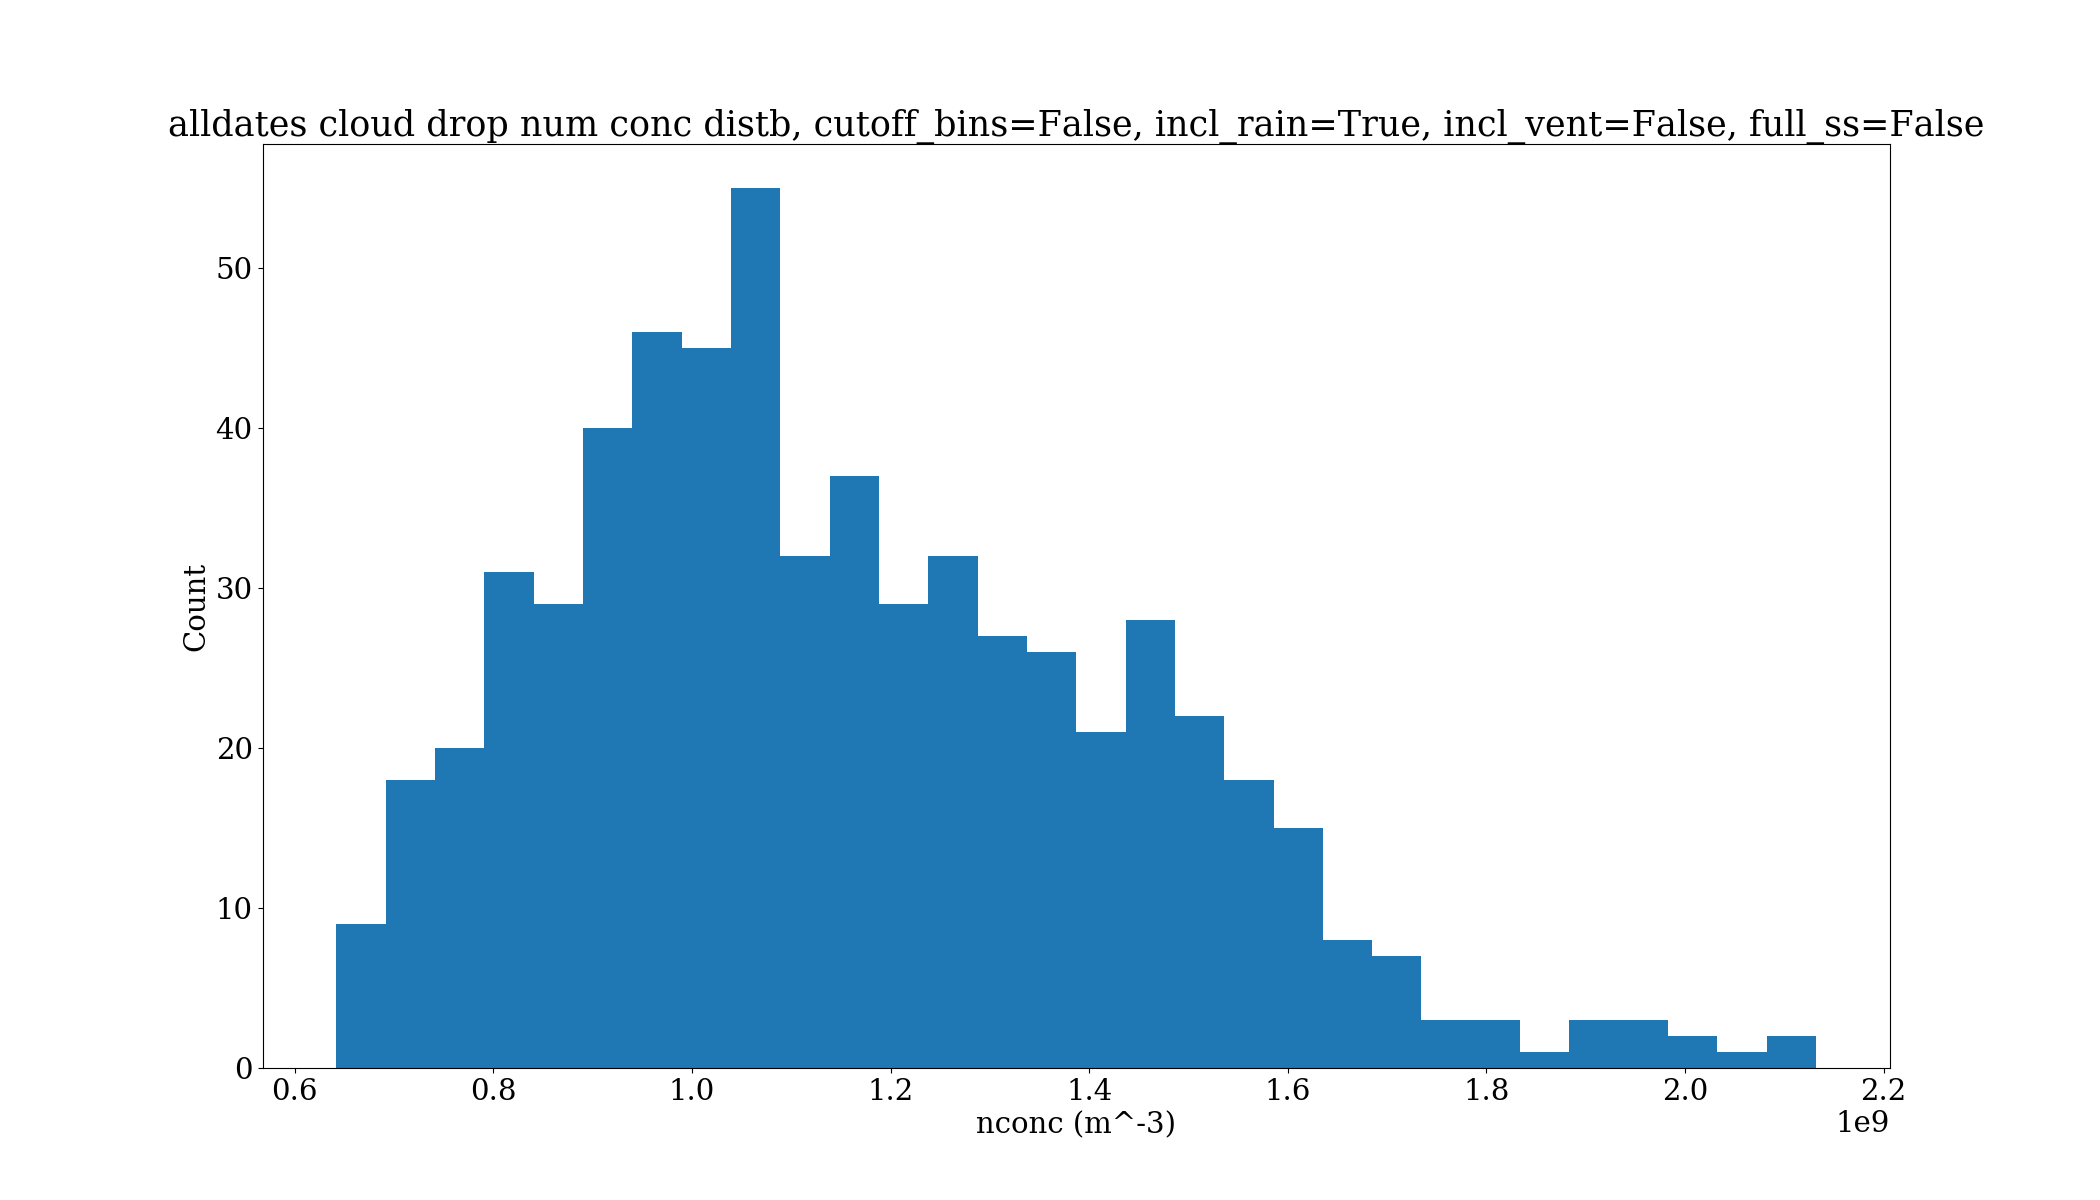 alldates cloud drop num conc distb, cutoff_bins=False, incl_rain=True, incl_vent=False, full_ss=False
50
40
30
20
10
0
Count
0.6 0.8 1.0 1.2 1.4 1.6 1.8 2.0 2.2
nconc (m^-3)
1e9